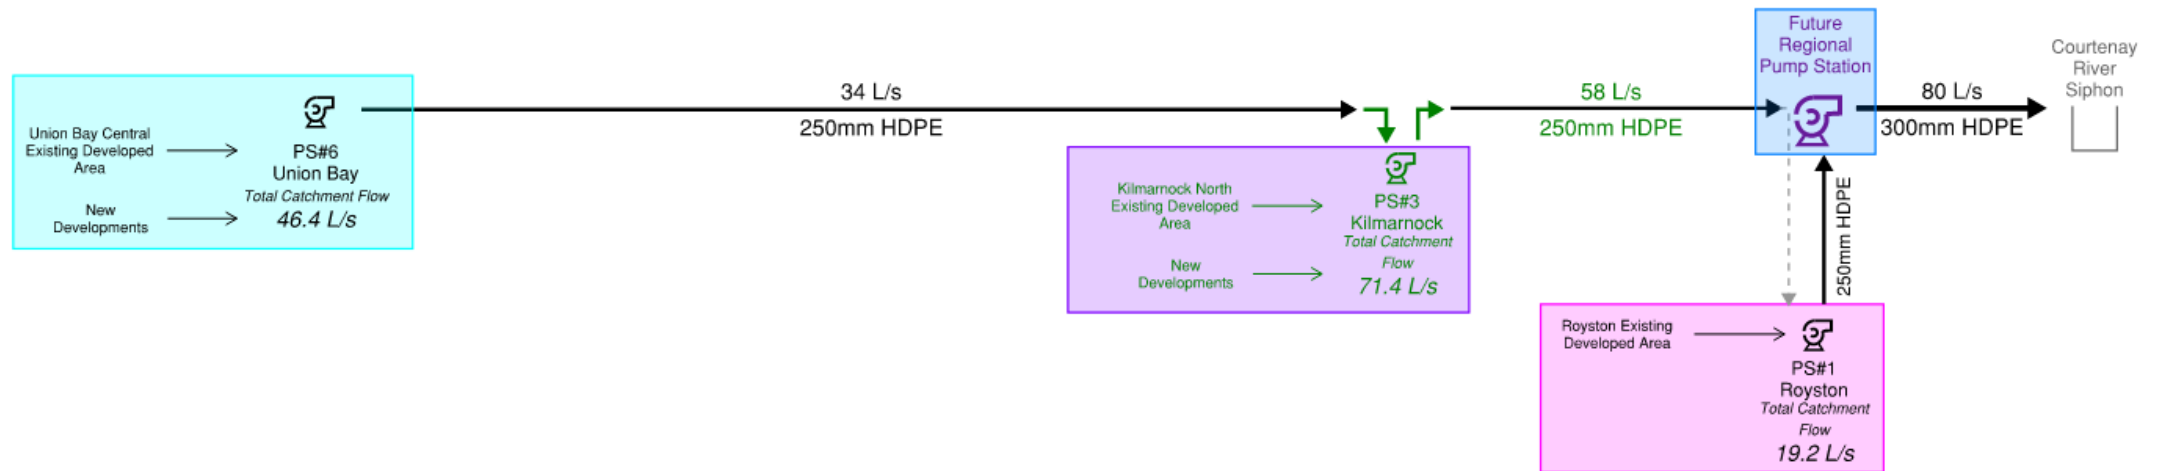 Union Bay Central
Existing Developed
Area
New
Developments
PS#6
Union Bay
Total Catchment Flow
46.4 L/s
34 L/s
250mm HDPE
Kilmarnock North
Existing Developed
Area
New
Developments
PS#3
Kilmarnock
Total Catchment
Flow
71.4 L/s
58 L/s
250mm HDPE
Future
Regional
Pump Station
80 L/s
300mm HDPE
Courtenay
River
Siphon
250mm HDPE
Royston Existing
Developed Area
PS#1
Royston
Total Catchment
Flow
19.2 L/s